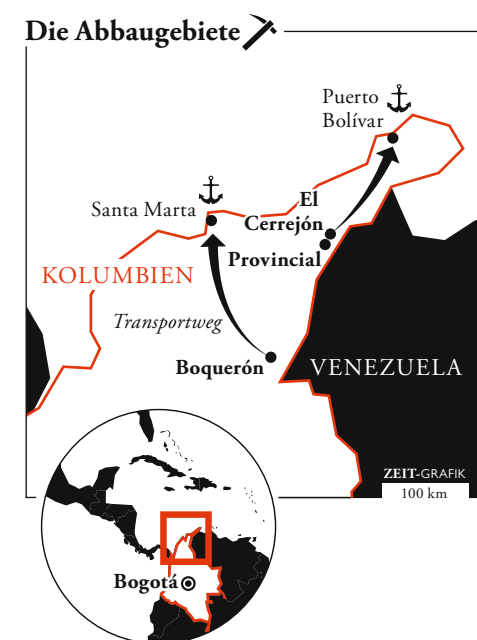 Die Abbaugebiete
Puerto
Bolívar
Santa Marta
El
Cerrejón
Provincial
KOLUMBIEN
Transportweg
Boquerón
VENEZUELA
ZEIT-GRAFIK
100 km
Bogotá